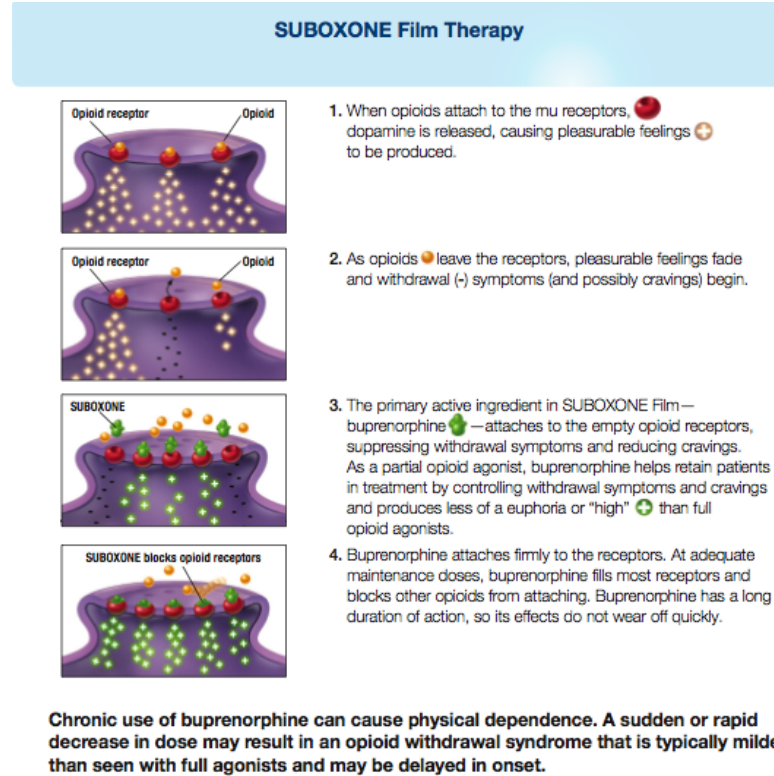 SUBOXONE Film Therapy
Opioid receptor
Opioid
1. When opioids attach to the mu receptors,
dopamine is released, causing pleasurable feelings
to be produced.
Opioid receptor
Opioid
2. As opioids leave the receptors, pleasurable feelings fade
and withdrawal (-) symptoms (and possibly cravings) begin.
SUBOXONE
3. The primary active ingredient in SUBOXONE Film—
buprenorphine —attaches to the empty opioid receptors,
suppressing withdrawal symptoms and reducing cravings.
As a partial opioid agonist, buprenorphine helps retain patients
in treatment by controlling withdrawal symptoms and cravings
and produces less of a euphoria or “high” than full
opioid agonists.
SUBOXONE blocks opioid receptors
4. Buprenorphine attaches firmly to the receptors. At adequate
maintenance doses, buprenorphine fills most receptors and
blocks other opioids from attaching. Buprenorphine has a long
duration of action, so its effects do not wear off quickly.
Chronic use of buprenorphine can cause physical dependence. A sudden or rapid
decrease in dose may result in an opioid withdrawal syndrome that is typically milde
than seen with full agonists and may be delayed in onset.